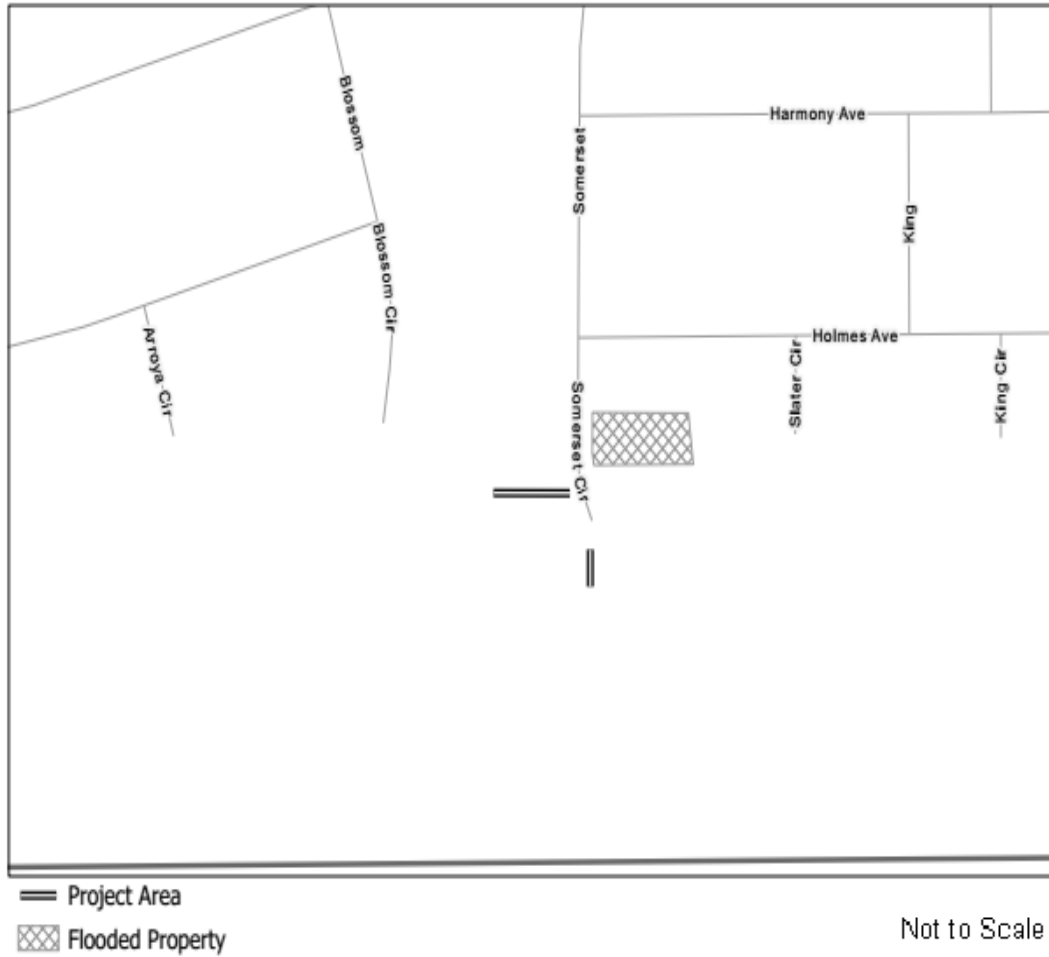 Blossom
Somerset
Harmony Ave
King
Blossom Cir
Arroya Cir
Holmes Ave
Somerset Cir
Slater Cir
King Cir
Project Area
Flooded Property
Not to Scale